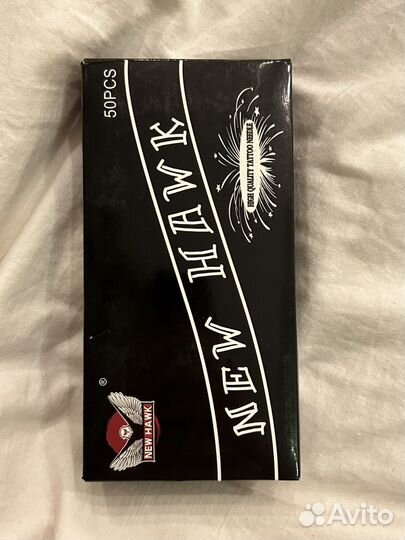 50PCS
HIGH QUALITY TATTOO NEEDLE
NEW HAWK
®
NEW HAWK
Avito